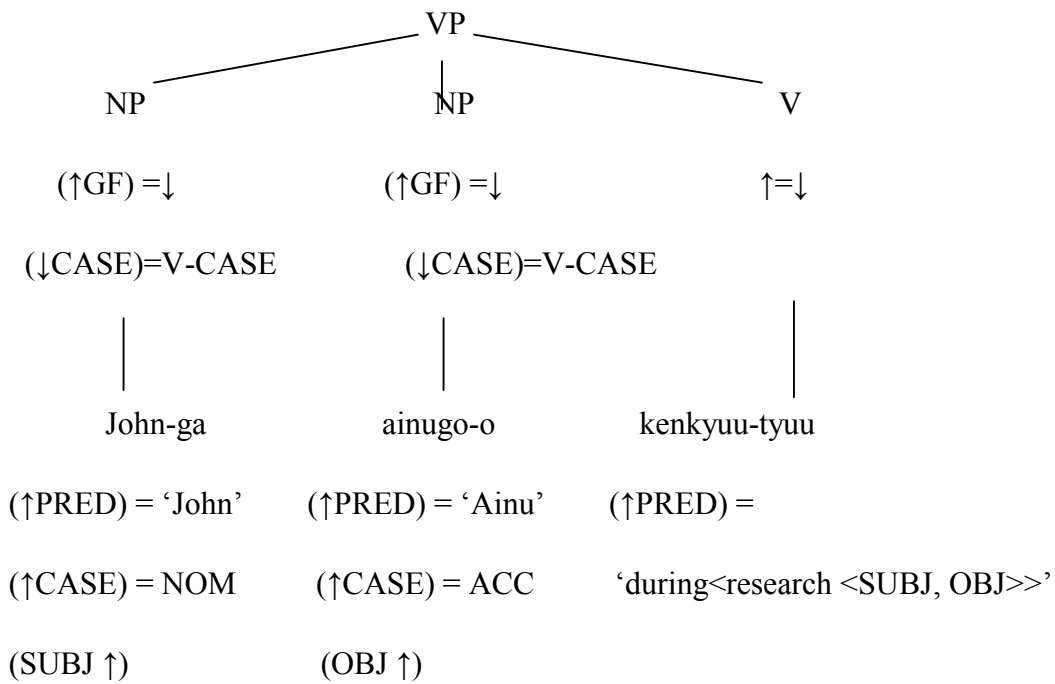 VP
NP NP V
(↑GF) =↓ (↑GF) =↓ ↑=↓
(↓CASE)=V-CASE (↓CASE)=V-CASE
John-ga ainugo-o kenkyuu-tyuu
(↑PRED) = ‘John’ (↑PRED) = ‘Ainu’ (↑PRED) =
(↑CASE) = NOM (↑CASE) = ACC ‘during<research <SUBJ, OBJ>>’
(SUBJ ↑) (OBJ ↑)